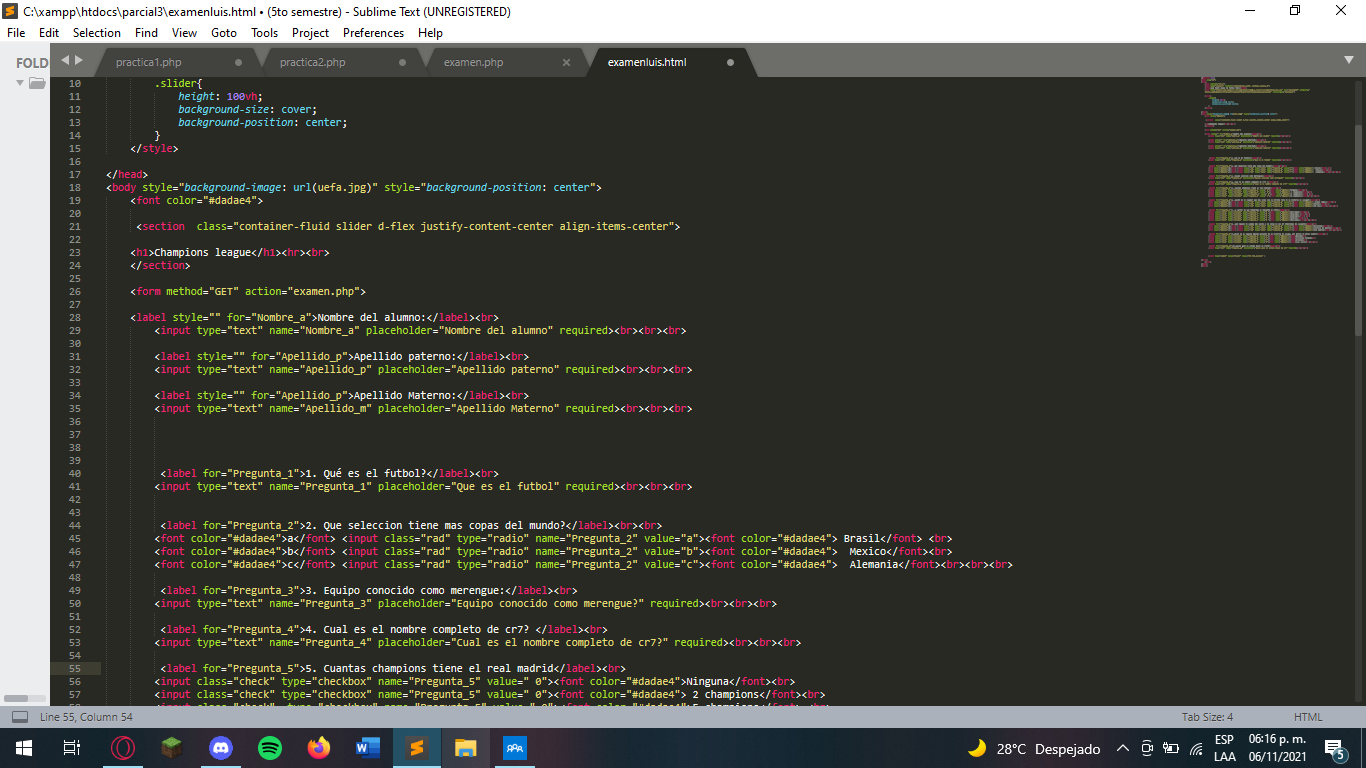 C:\xampp\htdocs\parcial3\examenluis.html • (5to semestre) - Sublime Text (UNREGISTERED)
File Edit Selection Find View Goto Tools Project Preferences Help
FOLD
practica1.php practica2.php examen.php examenluis.html
10 .slider{
11 height: 100vh;
12 background-size: cover;
13 background-position: center;
14 }
15 </style>
16
17 </head>
18 <body style="background-image: url(uefa.jpg)" style="background-position: center">
19 <font color="#dadae4">
20
21 <section  class="container-fluid slider d-flex justify-content-center align-items-center">
22
23 <h1>Champions league</h1><hr><br>
24 </section>
25
26 <form method="GET" action="examen.php">
27
28 <label style="" for="Nombre_a">Nombre del alumno:</label><br>
29 <input type="text" name="Nombre_a" placeholder="Nombre del alumno" required><br><br><br>
30
31 <label style="" for="Apellido_p">Apellido paterno:</label><br>
32 <input type="text" name="Apellido_p" placeholder="Apellido paterno" required><br><br><br>
33
34 <label style="" for="Apellido_p">Apellido Materno:</label><br>
35 <input type="text" name="Apellido_m" placeholder="Apellido Materno" required><br><br><br>
36
37
38
39
40 <label for="Pregunta_1">1. Qué es el futbol?</label><br>
41 <input type="text" name="Pregunta_1" placeholder="Que es el futbol" required><br><br><br>
42
43
44 <label for="Pregunta_2">2. Que seleccion tiene mas copas del mundo?</label><br><br>
45 <font color="#dadae4">a</font> <input class="rad" type="radio" name="Pregunta_2" value="a"><font color="#dadae4"> Brasil</font> <br>
46 <font color="#dadae4">b</font> <input class="rad" type="radio" name="Pregunta_2" value="b"><font color="#dadae4">  Mexico</font><br>
47 <font color="#dadae4">c</font> <input class="rad" type="radio" name="Pregunta_2" value="c"><font color="#dadae4">  Alemania</font><br><br><br>
48
49 <label for="Pregunta_3">3. Equipo conocido como merengue:</label><br>
50 <input type="text" name="Pregunta_3" placeholder="Equipo conocido como merengue?" required><br><br><br>
51
52 <label for="Pregunta_4">4. Cual es el nombre completo de cr7? </label><br>
53 <input type="text" name="Pregunta_4" placeholder="Cual es el nombre completo de cr7?" required><br><br><br>
54
55 <label for="Pregunta_5">5. Cuantas champions tiene el real madrid</label><br>
56 <input class="check" type="checkbox" name="Pregunta_5" value=" 0"><font color="#dadae4">Ninguna</font><br>
57 <input class="check" type="checkbox" name="Pregunta_5" value=" 0"><font color="#dadae4"> 2 champions</font><br>
Line 55, Column 54 Tab Size: 4 HTML
28°C Despejado ESP 06:16 p. m.
LAA 06/11/2021 5